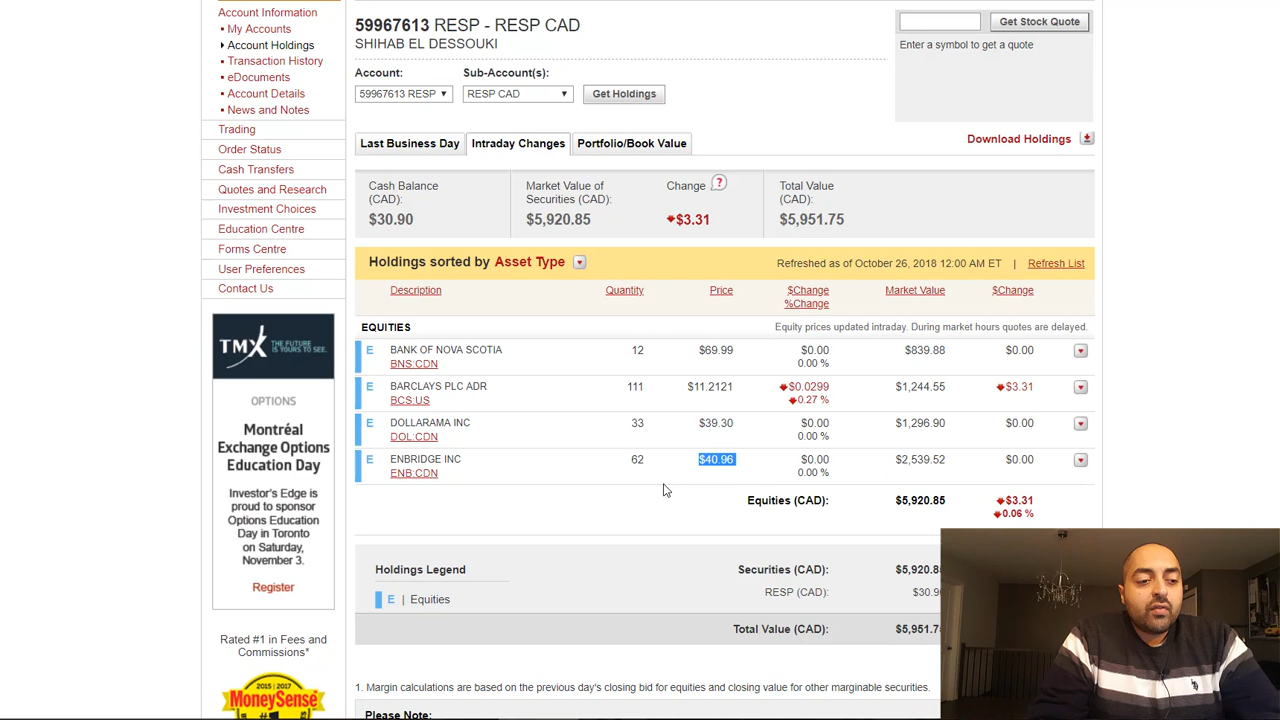 Account Information
My Accounts
Account Holdings
Transaction History
eDocuments
Account Details
News and Notes
Trading
Order Status
Cash Transfers
Quotes and Research
Investment Choices
Education Centre
Forms Centre
User Preferences
Contact Us
TMX THE FUTURE
IS YOURS TO SEE.
OPTIONS
Montréal
Exchange Options
Education Day
Investor's Edge is
proud to sponsor
Options Education
Day in Toronto
on Saturday,
November 3.
Register
Rated #1 in Fees and
Commissions*
2015 | 2017
MoneySense
59967613 RESP - RESP CAD
SHIHAB EL DESSOUKI
Account: Sub-Account(s):
59967613 RESP RESP CAD Get Holdings
Get Stock Quote
Enter a symbol to get a quote
Last Business Day Intraday Changes Portfolio/Book Value
Download Holdings
Cash Balance (CAD): Market Value of Securities (CAD): Change ? Total Value (CAD):
$30.90 $5,920.85 $3.31 $5,951.75
Holdings sorted by Asset Type Refreshed as of October 26, 2018 12:00 AM ET | Refresh List
Description Quantity Price $Change %Change Market Value $Change
EQUITIES Equity prices updated intraday. During market hours quotes are delayed.
E BANK OF NOVA SCOTIA 12 $69.99 $0.00 $839.88 $0.00
BNS:CDN 0.00 %
E BARCLAYS PLC ADR 111 $11.2121 $0.0299 $1,244.55 $3.31
BCS:US 0.27 %
E DOLLARAMA INC 33 $39.30 $0.00 $1,296.90 $0.00
DOL:CDN 0.00 %
E ENBRIDGE INC 62 $40.96 $0.00 $2,539.52 $0.00
ENB:CDN 0.00 %
Equities (CAD): $5,920.85 $3.31
0.06 %
Holdings Legend Securities (CAD): $5,920.8
E | Equities RESP (CAD): $30.9
Total Value (CAD): $5,951.7
1. Margin calculations are based on the previous day's closing bid for equities and closing value for other marginable securities.
Please Note: